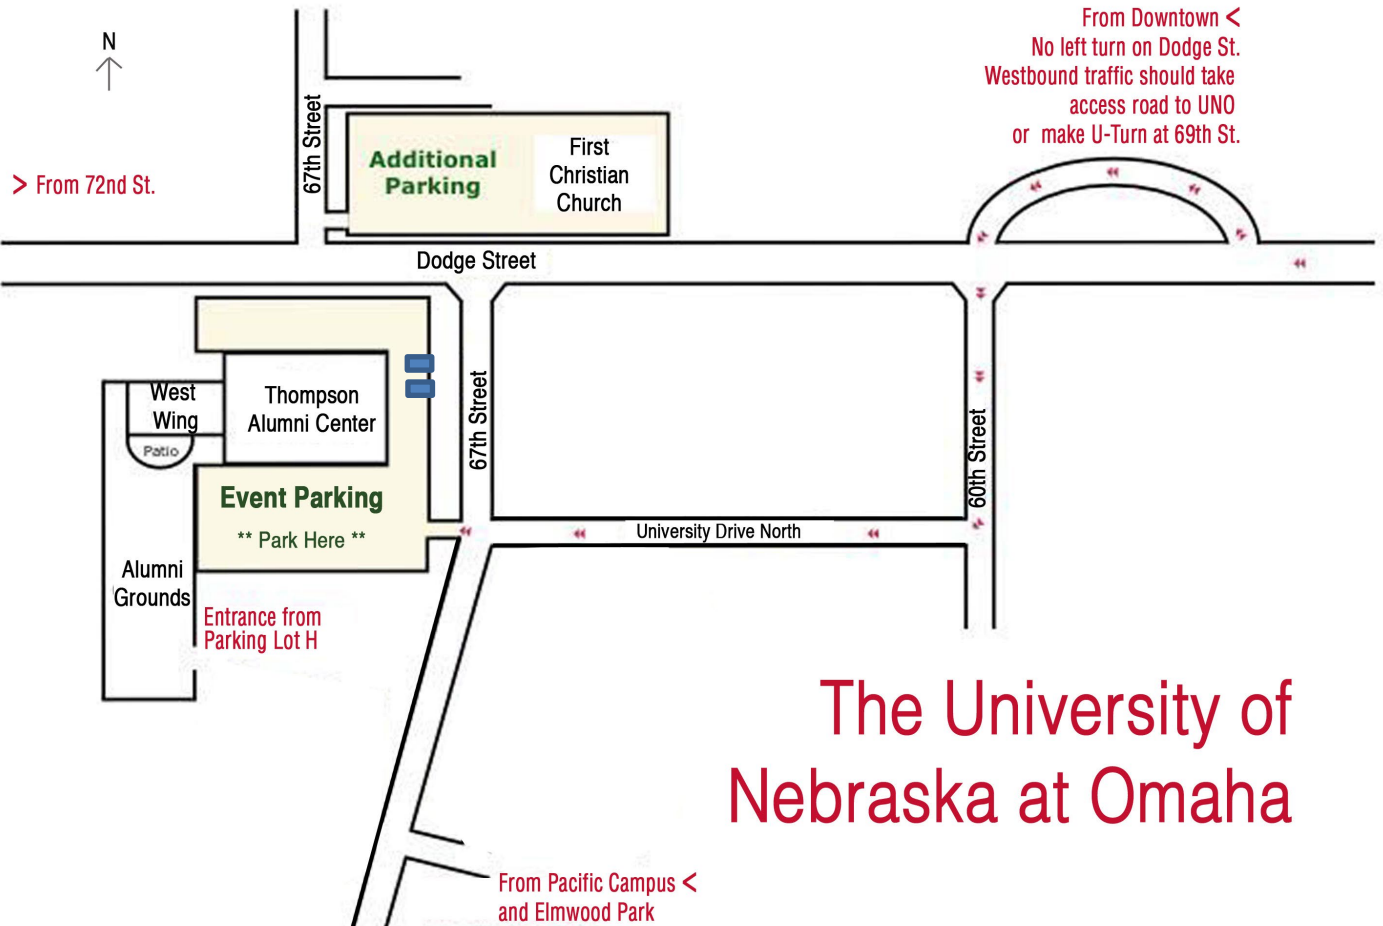 N
From Downtown <
No left turn on Dodge St.
Westbound traffic should take
access road to UNO
or make U-Turn at 69th St.
> From 72nd St.
67th Street
Additional
Parking
First
Christian
Church
Dodge Street
West
Wing
Patio
Thompson
Alumni Center
67th Street
60th Street
Event Parking
** Park Here **
University Drive North
Alumni
Grounds
Entrance from
Parking Lot H
The University of
Nebraska at Omaha
From Pacific Campus <
and Elmwood Park